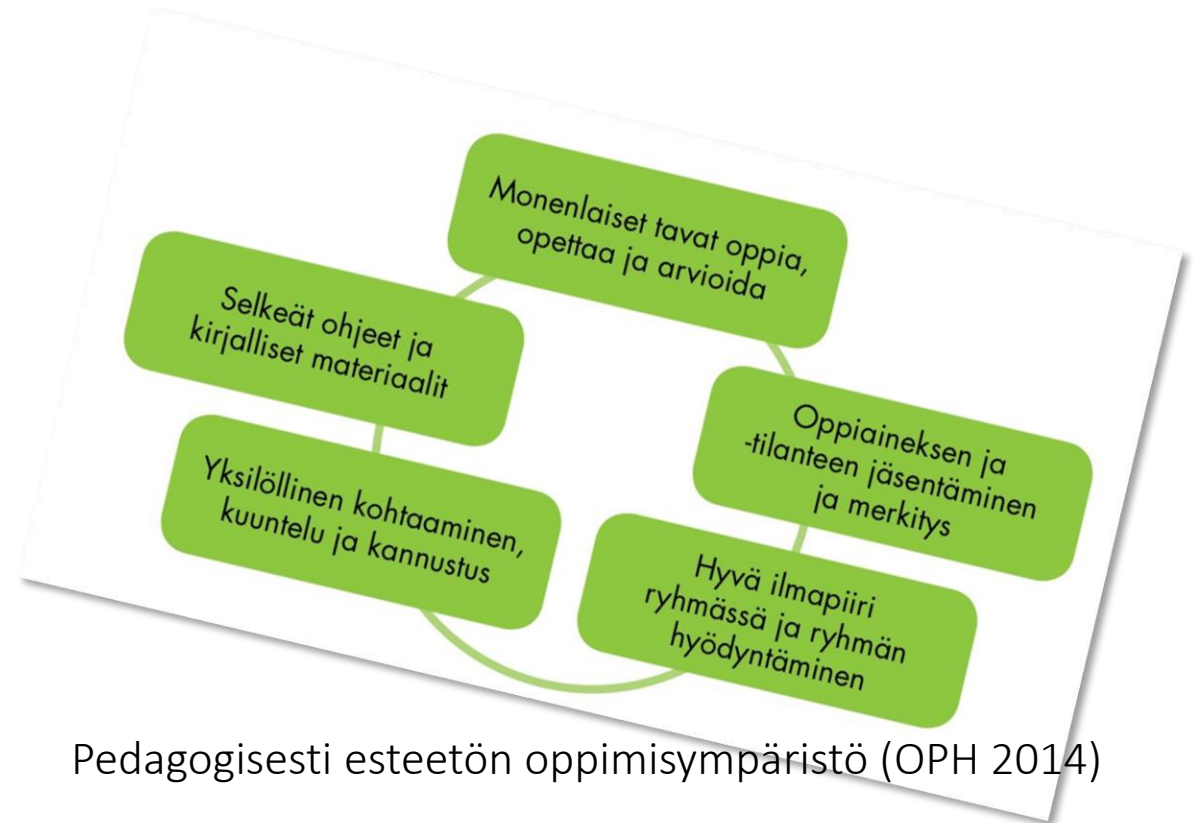 Monenlaiset tavat oppia,
opettaa ja arvioida
Oppiaineksen ja
-tilanteen jäsentäminen
ja merkitys
Hyvä ilmapiiri
ryhmässä ja ryhmän
hyödyntäminen
Yksilöllinen kohtaaminen,
kuuntelu ja kannustus
Selkeät ohjeet ja
kirjalliset materiaalit
Pedagogisesti esteetön oppimisympäristö (OPH 2014)